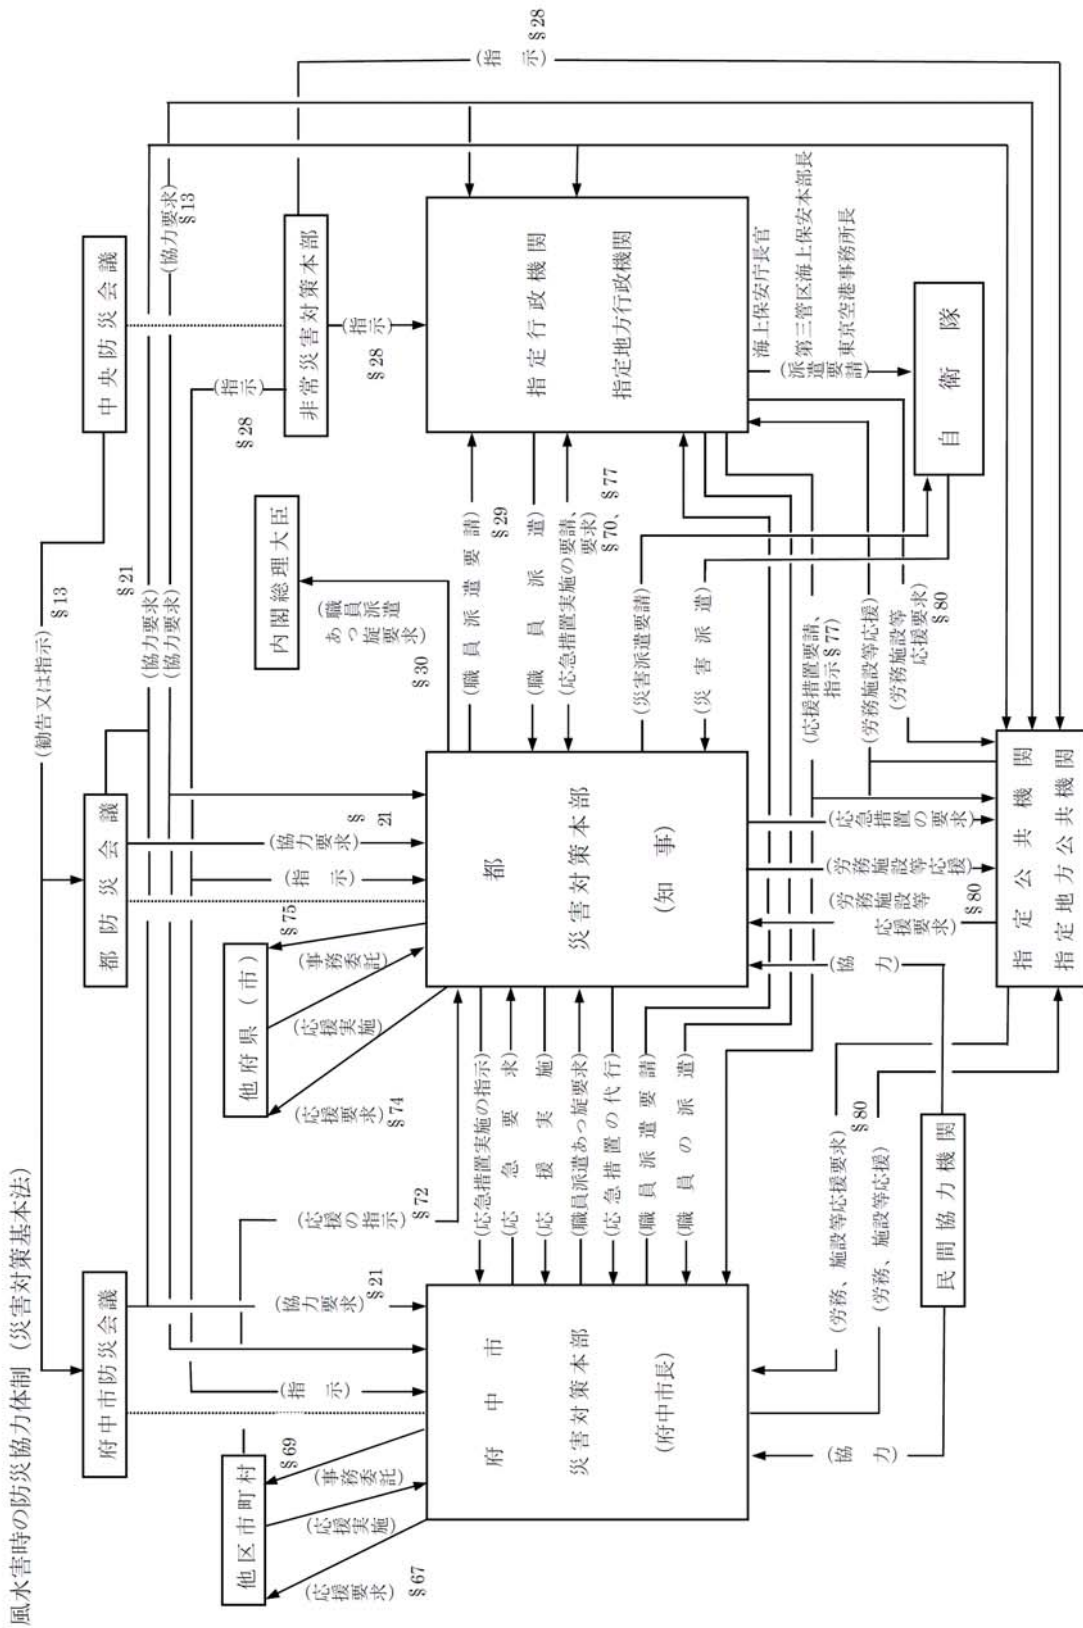 風水害時の防災協力体制（災害対策基本法）
府中市防災会議
都防災会議
中央防災会議
(勧告又は指示)
§13
§21
(協力要求)
(協力要求)
(協力要求)
§13
他区市町村
(応援要求)
§67
(応援実施)
(事務委託)
§69
(指示)
(協力要求)
§21
(応援の指示)
§72
他府県（市）
(応援要求)
§74
(応援実施)
(事務委託)
§75
(指示)
(協力要求)
§21
内閣総理大臣
(職員派遣
あっ旋要求)
§30
(指示)
§28
非常災害対策本部
(指示)
§28
(指示)
§28
府中市
災害対策本部
(府中市長)
(応急措置実施の指示)
(応急要求)
(応援実施)
(職員派遣あっ旋要求)
(応急措置の代行)
(職員派遣要請)
(職員の派遣)
都
災害対策本部
(知事)
(職員派遣要請)
§29
(職員派遣)
(応急措置実施の要請、
要求)
§70、§77
(災害派遣要請)
(災害派遣)
指定行政機関
指定地方行政機関
海上保安庁長官
第三管区海上保安本部長
東京空港事務所長
(派遣要請)
自衛隊
(応援措置要請、
指示§77)
(労務施設等応援)
(労務施設等
応援要求)
§80
(応急措置の要求)
(労務施設等応援)
(労務施設等
応援要求)
§80
(協力)
(協力)
(労務、施設等応援要求)
§80
(労務、施設等応援)
民間協力機関
指定公共機関
指定地方公共機関